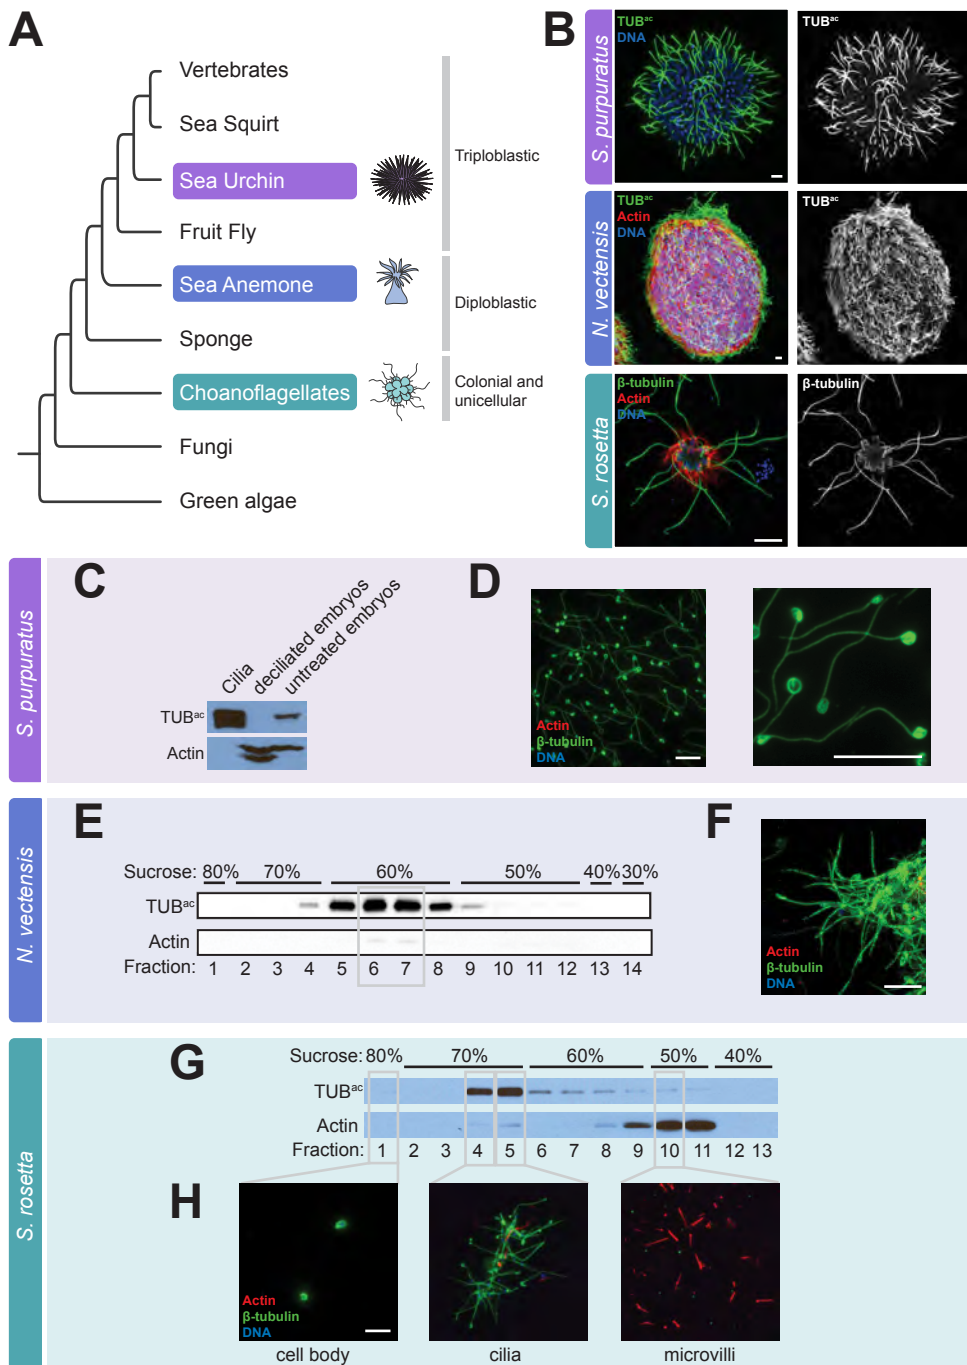 A
Vertebrates
Sea Squirt
Sea Urchin
Fruit Fly
Sea Anemone
Sponge
Choanoflagellates
Fungi
Green algae
Triploblastic
Diploblastic
Colonial and
unicellular
B
S. purpuratus
TUBac
DNA
TUBac
N. vectensis
TUBac
Actin
DNA
TUBac
S. rosetta
β-tubulin
Actin
DNA
β-tubulin
S. purpuratus
C
Cilia
deciliated embryos
untreated embryos
TUBac
Actin
D
Actin
β-tubulin
DNA
N. vectensis
E
Sucrose: 80% 70% 60% 50% 40% 30%
TUBac
Actin
Fraction: 1 2 3 4 5 6 7 8 9 10 11 12 13 14
F
Actin
β-tubulin
DNA
S. rosetta
G
Sucrose: 80% 70% 60% 50% 40%
TUBac
Actin
Fraction: 1 2 3 4 5 6 7 8 9 10 11 12 13
H
Actin
β-tubulin
DNA
cell body
cilia
microvilli